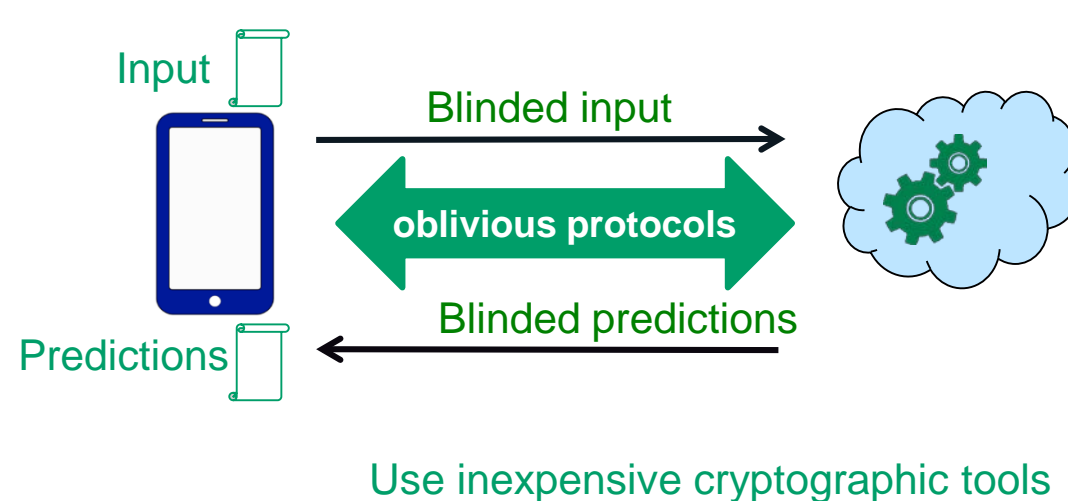 Input
Blinded input
oblivious protocols
Blinded predictions
Predictions
Use inexpensive cryptographic tools